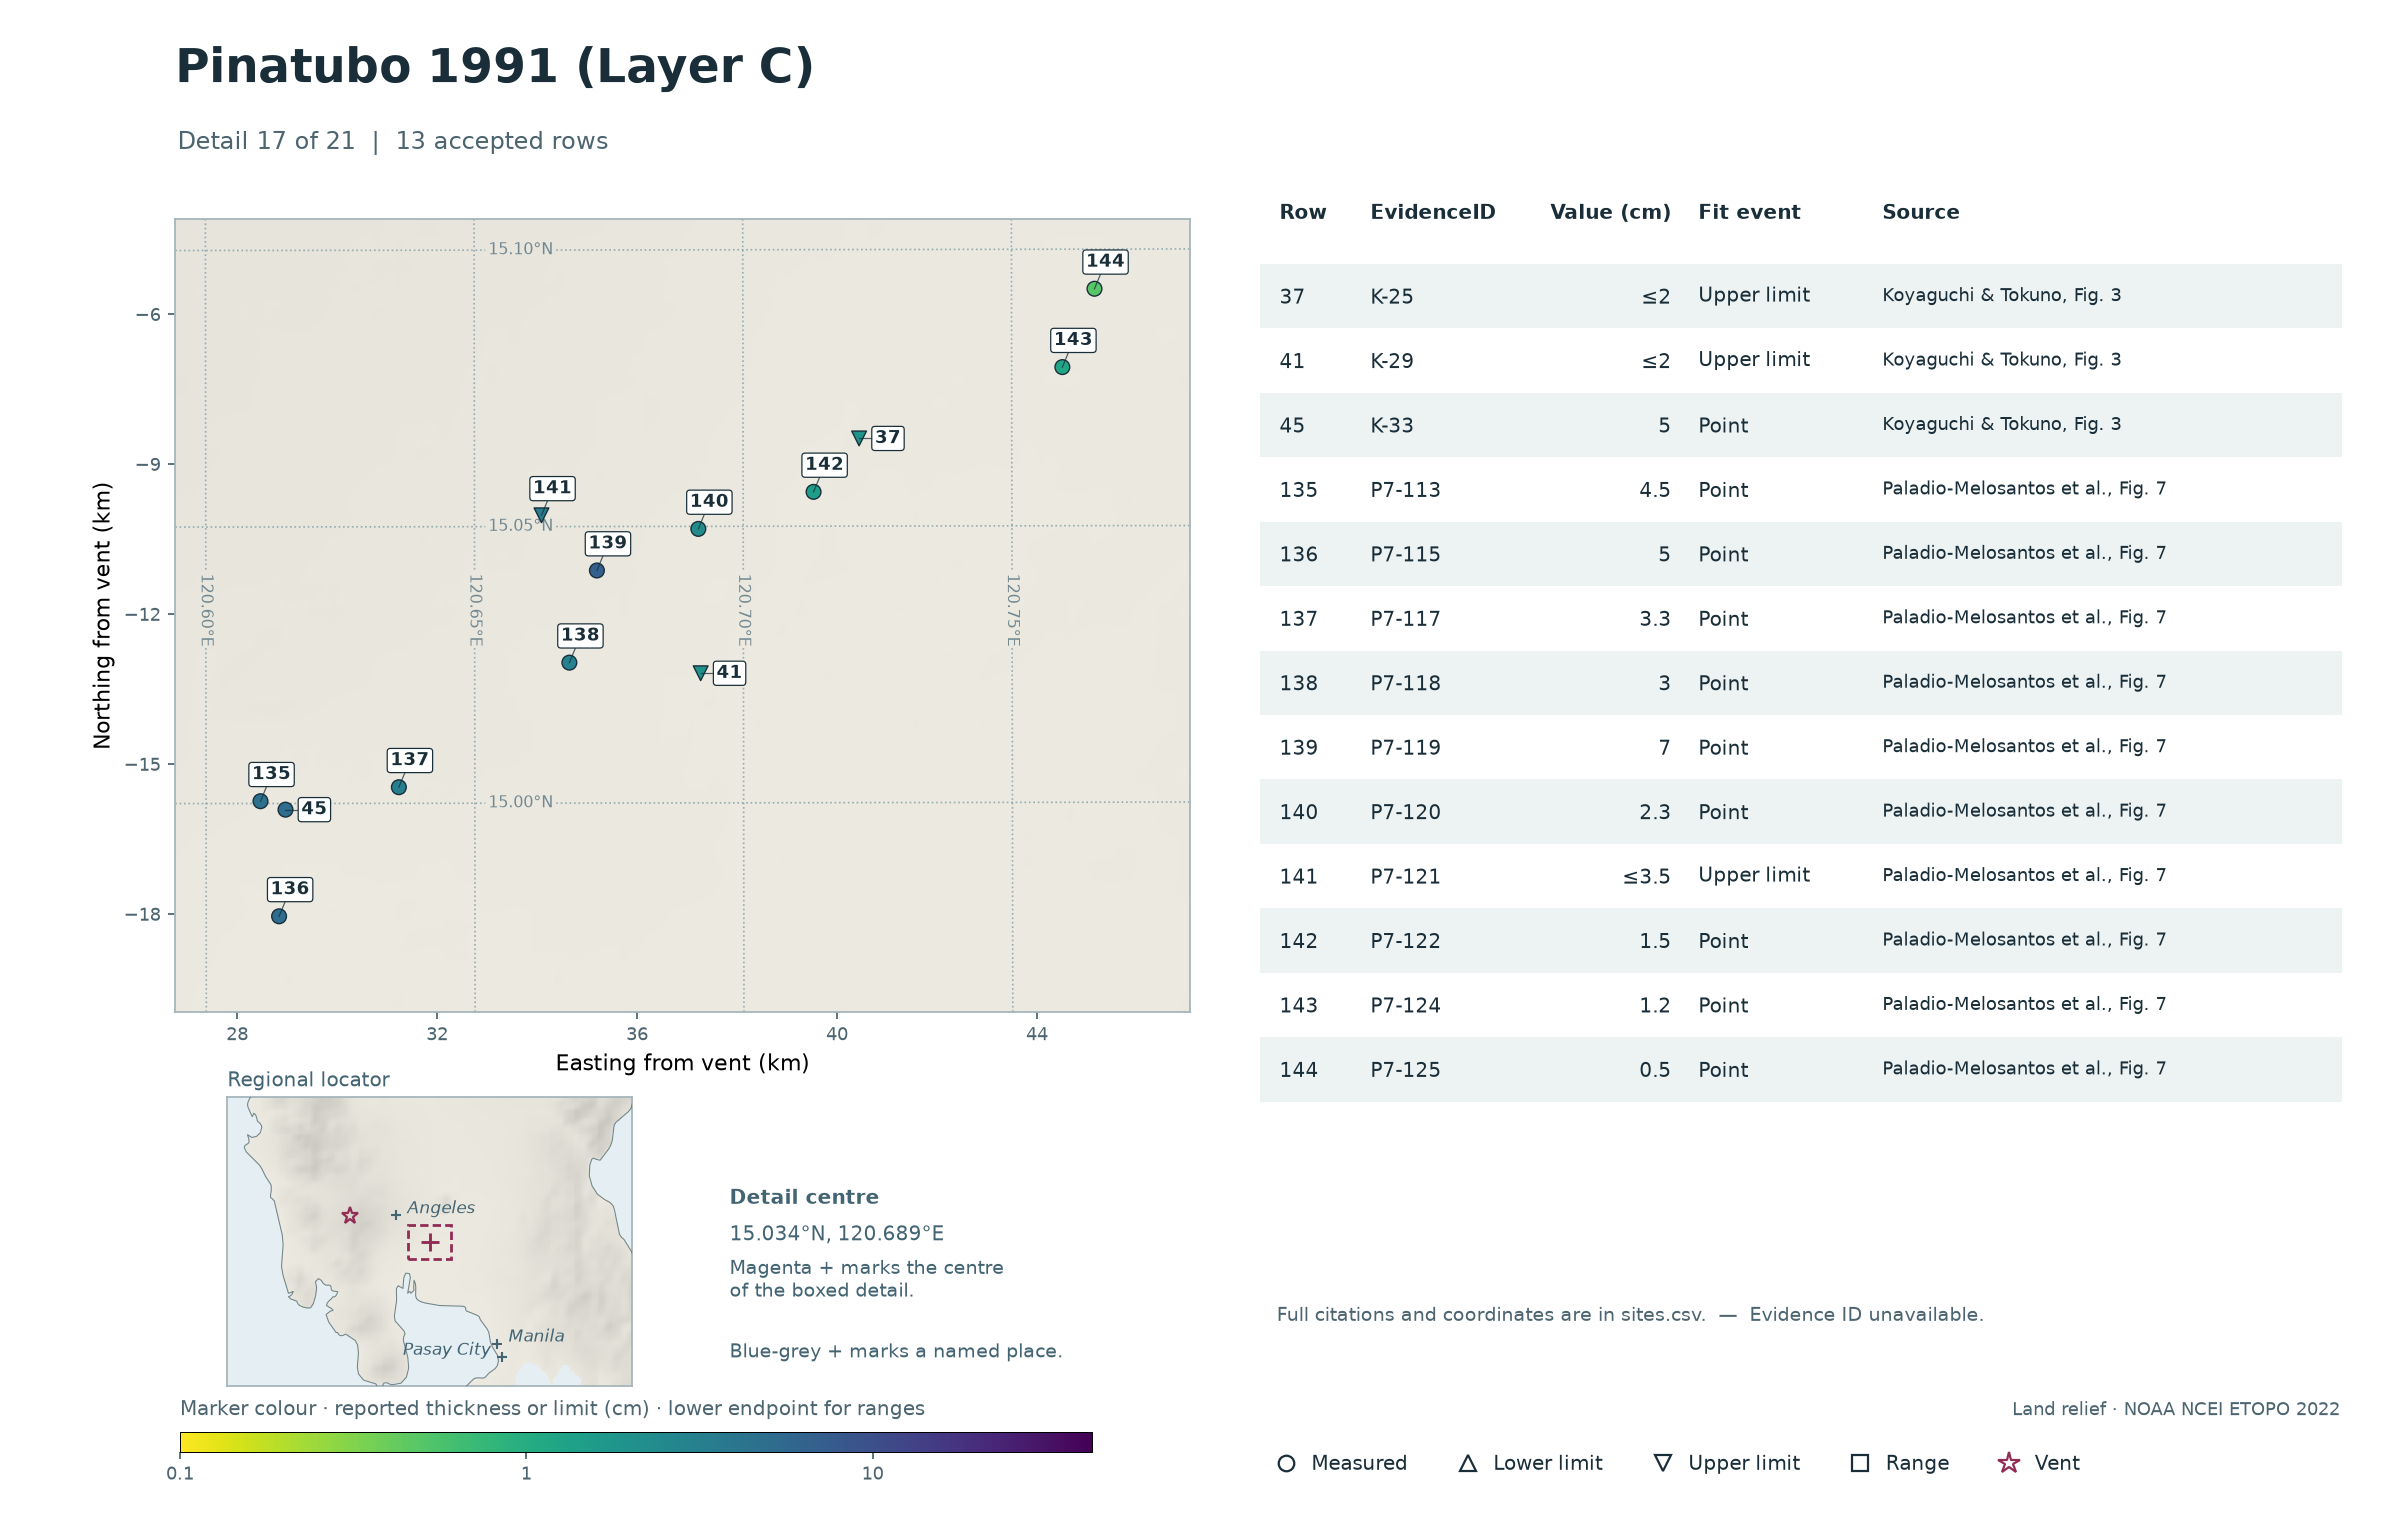 Pinatubo 1991 (Layer C)
Detail 17 of 21 | 13 accepted rows
Row EvidenceID Value (cm) Fit event Source
37 K-25 ≤2 Upper limit Koyaguchi & Tokuno, Fig. 3
41 K-29 ≤2 Upper limit Koyaguchi & Tokuno, Fig. 3
45 K-33 5 Point Koyaguchi & Tokuno, Fig. 3
135 P7-113 4.5 Point Paladio-Melosantos et al., Fig. 7
136 P7-115 5 Point Paladio-Melosantos et al., Fig. 7
137 P7-117 3.3 Point Paladio-Melosantos et al., Fig. 7
138 P7-118 3 Point Paladio-Melosantos et al., Fig. 7
139 P7-119 7 Point Paladio-Melosantos et al., Fig. 7
140 P7-120 2.3 Point Paladio-Melosantos et al., Fig. 7
141 P7-121 ≤3.5 Upper limit Paladio-Melosantos et al., Fig. 7
142 P7-122 1.5 Point Paladio-Melosantos et al., Fig. 7
143 P7-124 1.2 Point Paladio-Melosantos et al., Fig. 7
144 P7-125 0.5 Point Paladio-Melosantos et al., Fig. 7
15.10°N
144
143
37
142
141
140
15.05°N
139
120.60°E 120.65°E 120.70°E 120.75°E
138
41
137
135
45
15.00°N
136
−6
−9
−12
−15
−18
Northing from vent (km)
28 32 36 40 44
Easting from vent (km)
Regional locator
Angeles
Manila
Pasay City
Detail centre
15.034°N, 120.689°E
Magenta + marks the centre
of the boxed detail.
Blue-grey + marks a named place.
Full citations and coordinates are in sites.csv. — Evidence ID unavailable.
Marker colour · reported thickness or limit (cm) · lower endpoint for ranges
0.1 1 10
Land relief · NOAA NCEI ETOPO 2022
Measured Lower limit Upper limit Range Vent